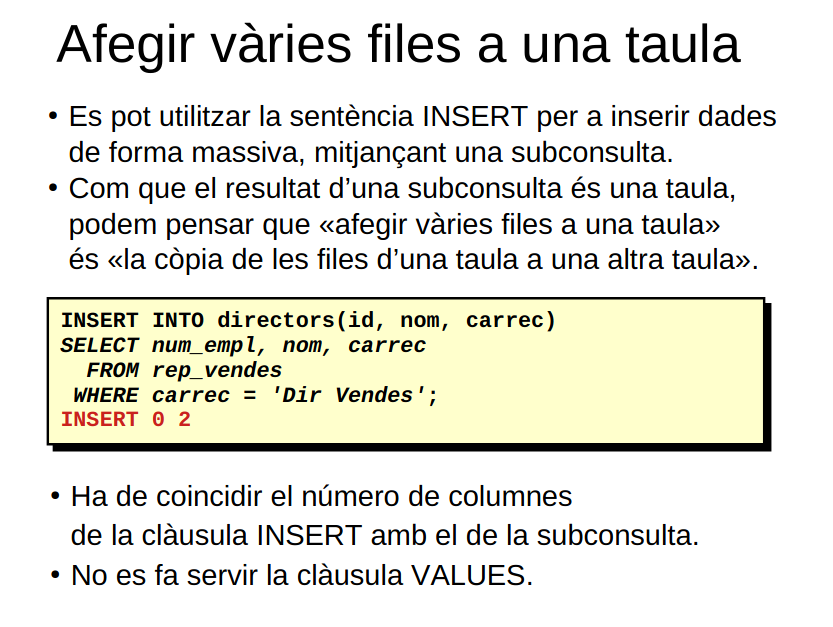 Afegir vàries files a una taula
• Es pot utilitzar la sentència INSERT per a inserir dades
de forma massiva, mitjançant una subconsulta.
• Com que el resultat d’una subconsulta és una taula,
podem pensar que «afegir vàries files a una taula»
és «la còpia de les files d’una taula a una altra taula».
INSERT INTO directors(id, nom, carrec)
SELECT num_empl, nom, carrec
FROM rep_vendes
WHERE carrec = 'Dir Vendes';
INSERT 0 2
• Ha de coincidir el número de columnes
de la clàusula INSERT amb el de la subconsulta.
• No es fa servir la clàusula VALUES.